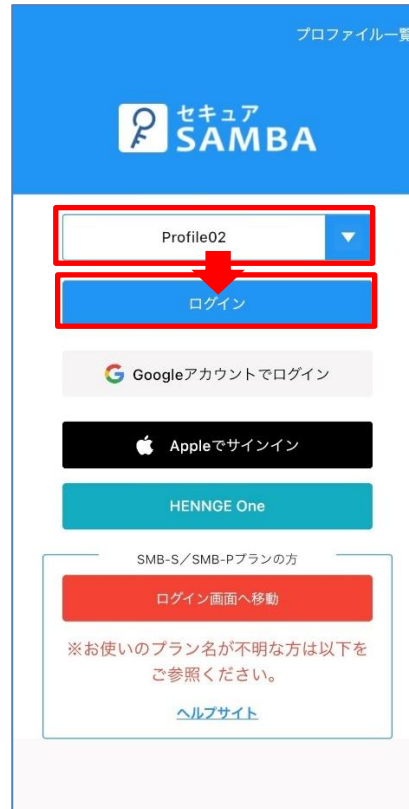 プロファイル一覧
セキュア
SAMBA
Profile02
ログイン
Googleアカウントでログイン
Appleでサインイン
HENNGE One
SMB-S／SMB-Pプランの方
ログイン画面へ移動
※お使いのプラン名が不明な方は以下を
ご参照ください。
ヘルプサイト